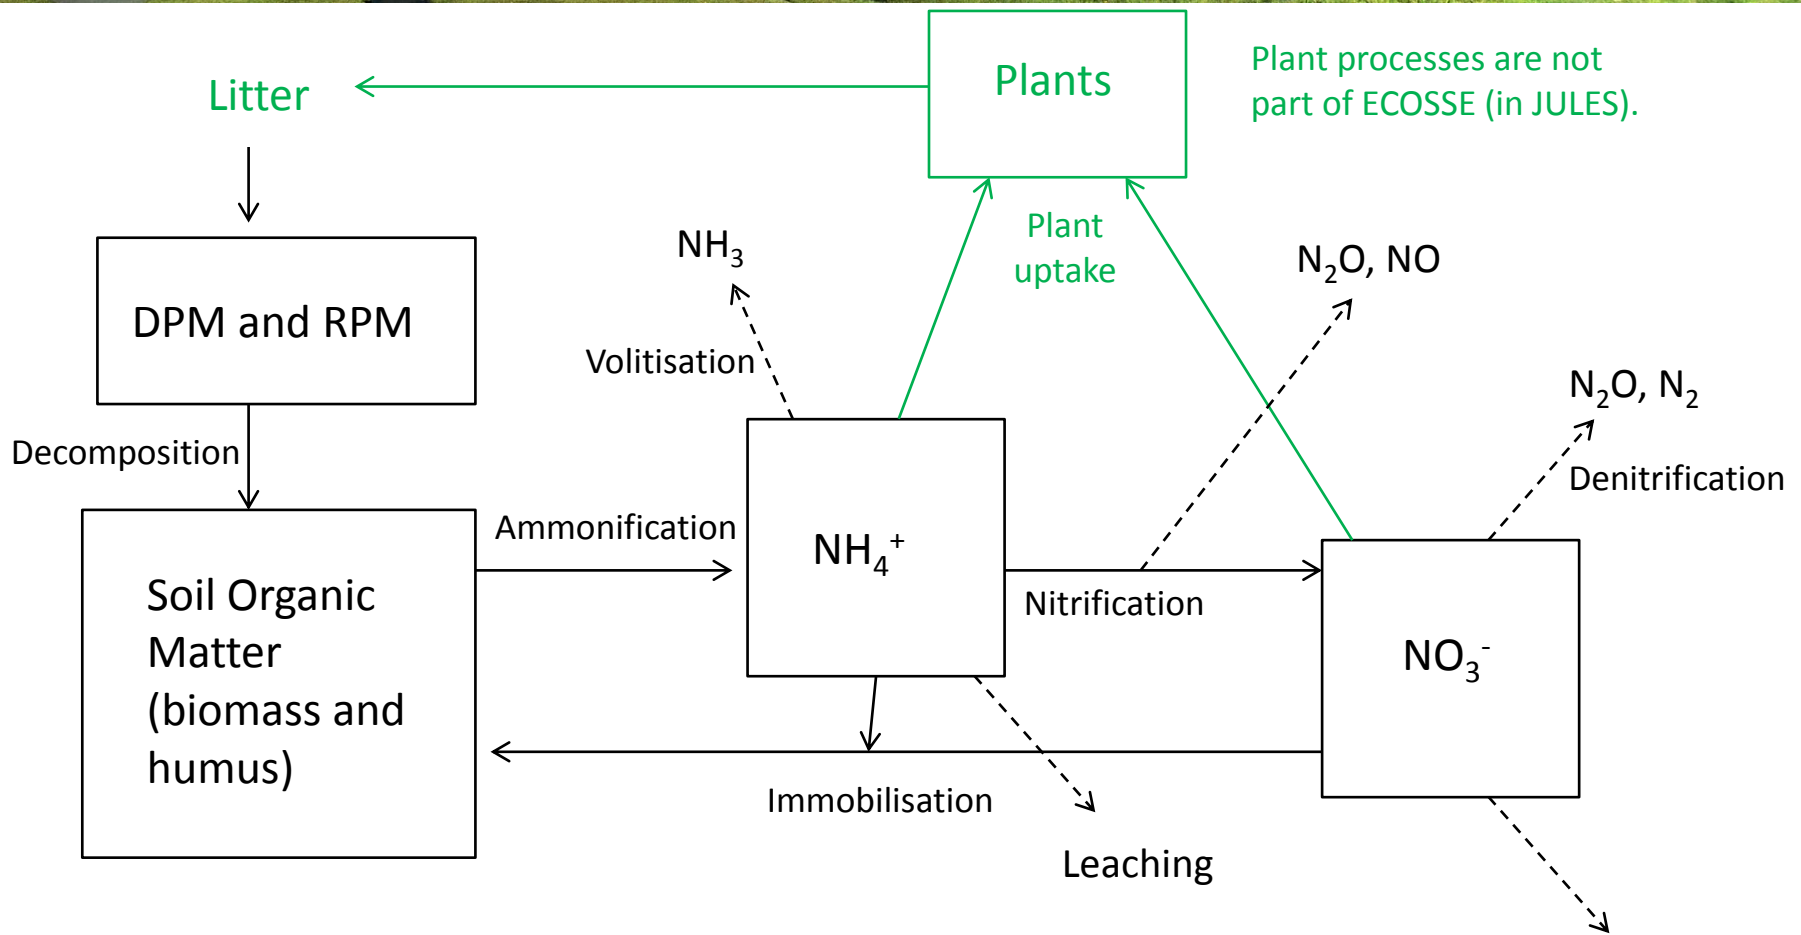 Plants
Plant processes are not
part of ECOSSE (in JULES).
Litter
Plant
uptake
NH₃
N₂O, NO
DPM and RPM
Volitisation
N₂O, N₂
Decomposition
Denitrification
Ammonification
NH₄⁺
Soil Organic
Matter
(biomass and
humus)
Nitrification
NO₃⁻
Immobilisation
Leaching